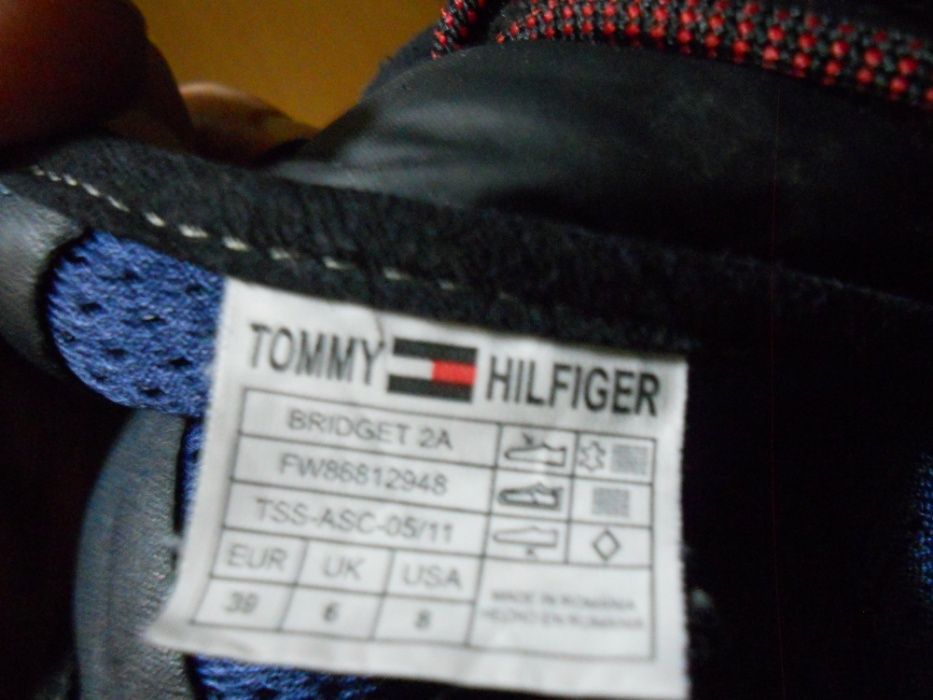 TOMMY HILFIGER
BRIDGET 2A
FW86812948
TSS-ASC-05/11
EUR UK USA
39 6 8
MADE IN ROMANIA
HECHO EN RUMANIA